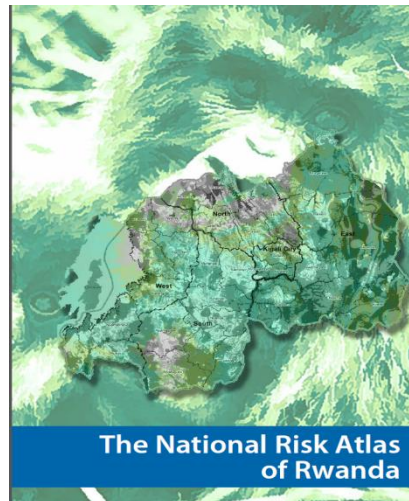 North
Kigali City
East
West
South
The National Risk Atlas
of Rwanda